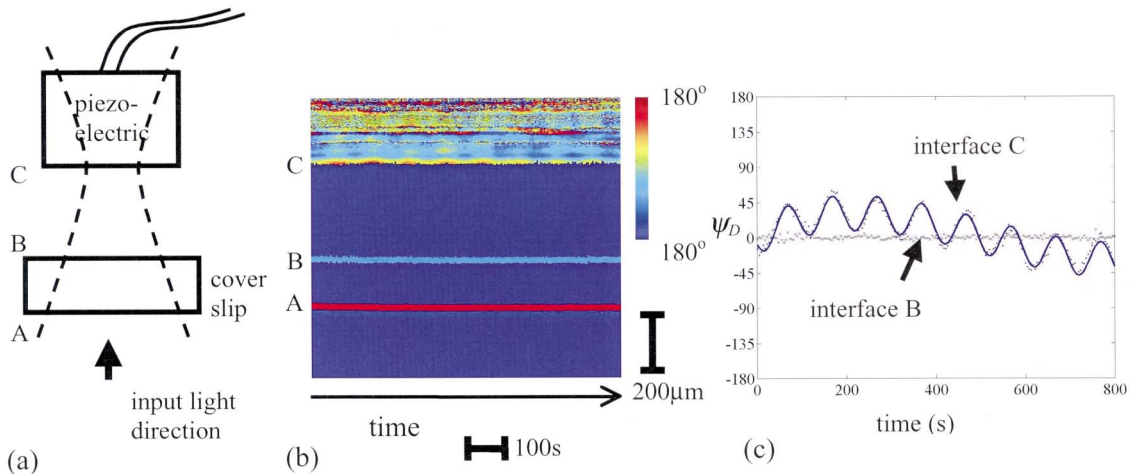 piezo-
electric
C
B
A
cover
slip
input light
direction
(a)
180°
180°
C
B
A
200µm
time
100s
(b)
180
135
90
45
0
-45
-90
-135
-180
ψD
interface C
interface B
0
200
400
600
800
time (s)
(c)